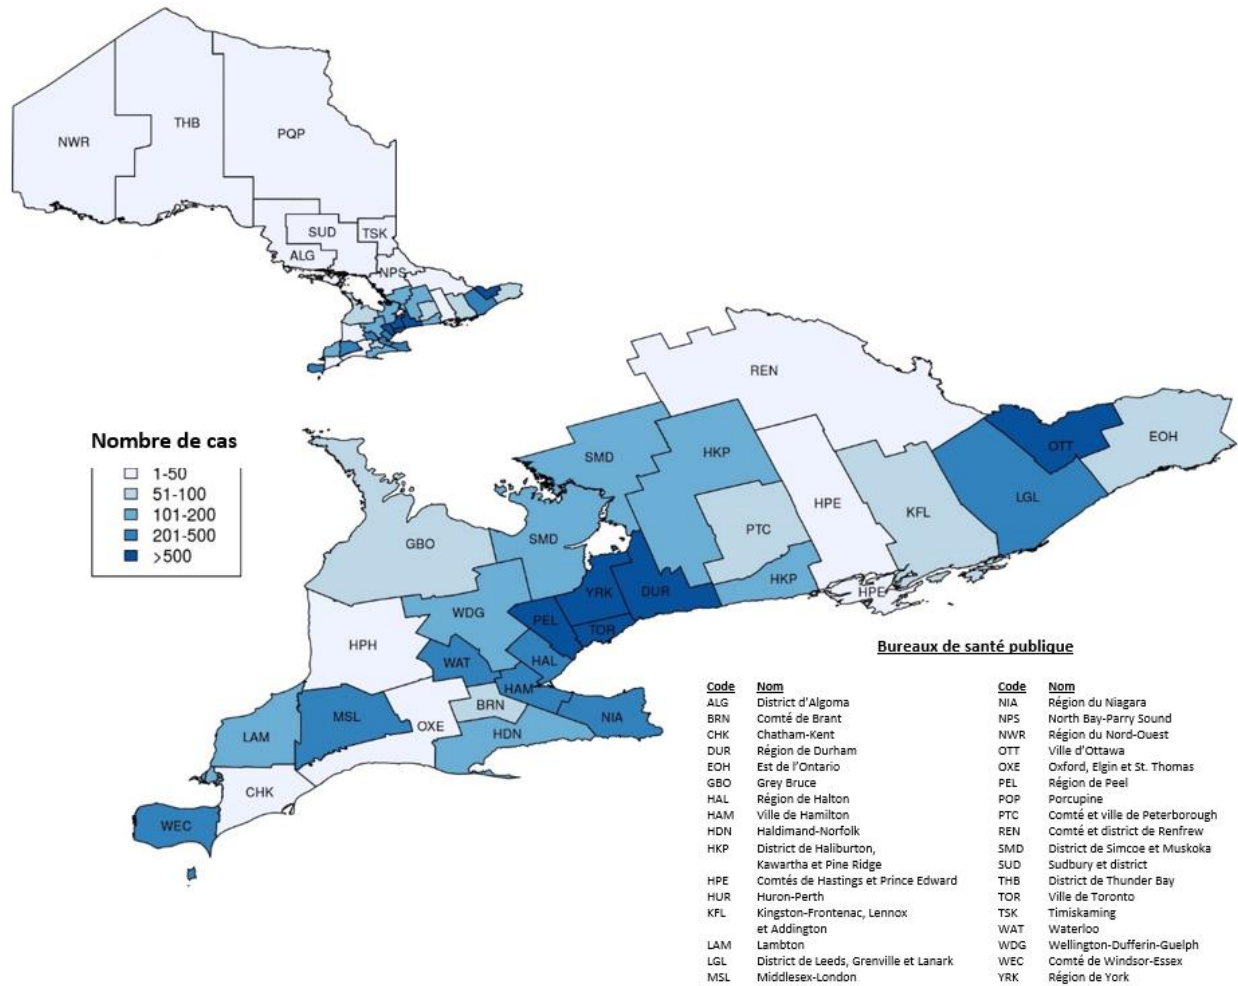 NWR
THB
PQP
SUD
TSK
ALG
NPS
Nombre de cas
1-50
51-100
101-200
201-500
>500
REN
SMD
HKP
OTT
EOH
HPE
KFL
LGL
PTC
GBO
SMD
HKP
YRK
DUR
HPE
WDG
PEL
TOR
HPH
WAT
HAL
HAM
BRN
NIA
MSL
OXE
HDN
LAM
CHK
WEC
Bureaux de santé publique
Code Nom
ALG District d'Algoma
BRN Comté de Brant
CHK Chatham-Kent
DUR Région de Durham
EOH Est de l'Ontario
GBO Grey Bruce
HAL Région de Halton
HAM Ville de Hamilton
HDN Haldimand-Norfolk
HKP District de Haliburton,
Kawartha et Pine Ridge
HPE Comtés de Hastings et Prince Edward
HUR Huron-Perth
KFL Kingston-Frontenac, Lennox
et Addington
LAM Lambton
LGL District de Leeds, Grenville et Lanark
MSL Middlesex-London
Code Nom
NIA Région du Niagara
NPS North Bay-Parry Sound
NWR Région du Nord-Ouest
OTT Ville d'Ottawa
OXE Oxford, Elgin et St. Thomas
PEL Région de Peel
POP Porcupine
PTC Comté et ville de Peterborough
REN Comté et district de Renfrew
SMD District de Simcoe et Muskoka
SUD Sudbury et district
THB District de Thunder Bay
TOR Ville de Toronto
TSK Timiskaming
WAT Waterloo
WDG Wellington-Dufferin-Guelph
WEC Comté de Windsor-Essex
YRK Région de York